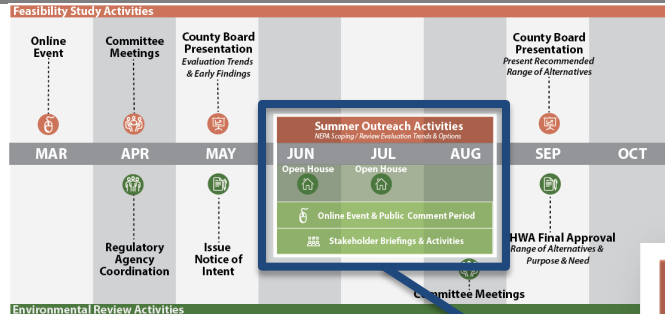 Feasibility Study Activities
Online
Event
Committee
Meetings
County Board
Presentation
Evaluation Trends
& Early Findings
County Board
Presentation
Present Recommended
Range of Alternatives
Summer Outreach Activities
NEPA Scoping / Review Evaluation Trends & Options
MAR APR MAY JUN JUL AUG SEP OCT
Open House Open House
Online Event & Public Comment Period
Stakeholder Briefings & Activities
Regulatory
Agency
Coordination
Issue
Notice of
Intent
HWA Final Approval
Range of Alternatives &
Purpose & Need
Committee Meetings
Environmental Review Activities